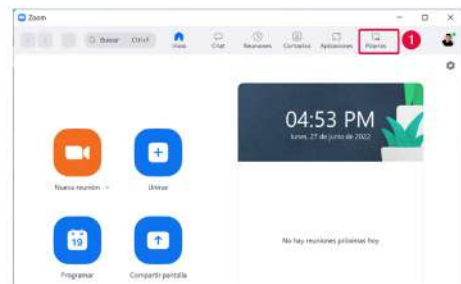 Zoom
Buscar Ctrl+F
Inicio Chat Reuniones Contactos Aplicaciones Pizarras 1
04:53 PM
lunes, 27 de junio de 2022
Nueva reunión Unirse
19
Programar Compartir pantalla
No hay reuniones próximas hoy